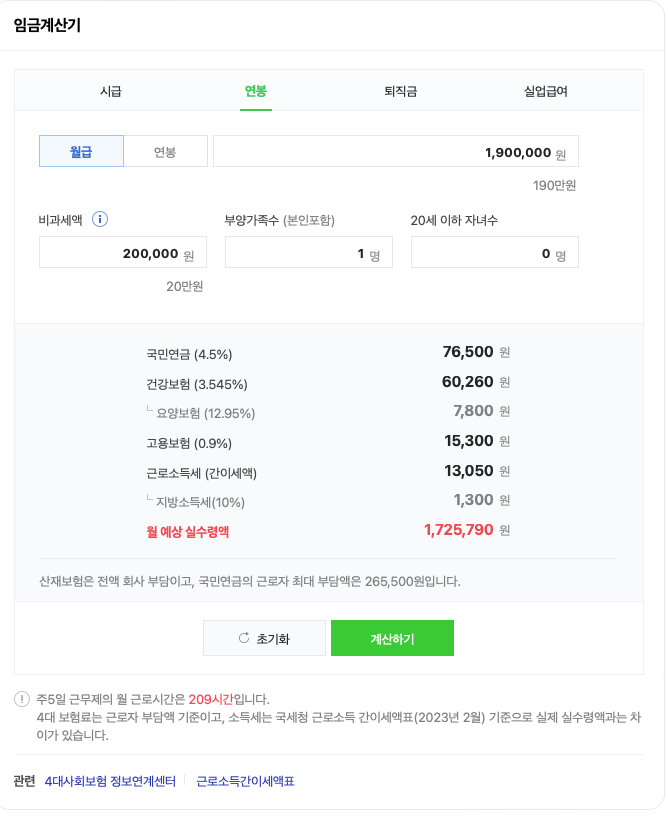 임금계산기
시급 연봉 퇴직금 실업급여
월급 연봉 1,900,000 원
190만원
비과세액 부양가족수 (본인포함) 20세 이하 자녀수
200,000 원 1 명 0 명
20만원
국민연금 (4.5%) 76,500 원
건강보험 (3.545%) 60,260 원
요양보험 (12.95%) 7,800 원
고용보험 (0.9%) 15,300 원
근로소득세 (간이세액) 13,050 원
지방소득세(10%) 1,300 원
월 예상 실수령액 1,725,790 원
산재보험은 전액 회사 부담이고, 국민연금의 근로자 최대 부담액은 265,500원입니다.
초기화 계산하기
주5일 근무제의 월 근로시간은 209시간입니다.
4대 보험료는 근로자 부담액 기준이고, 소득세는 국세청 근로소득 간이세액표(2023년 2월) 기준으로 실제 실수령액과는 차
이가 있습니다.
관련 4대사회보험 정보연계센터 근로소득간이세액표